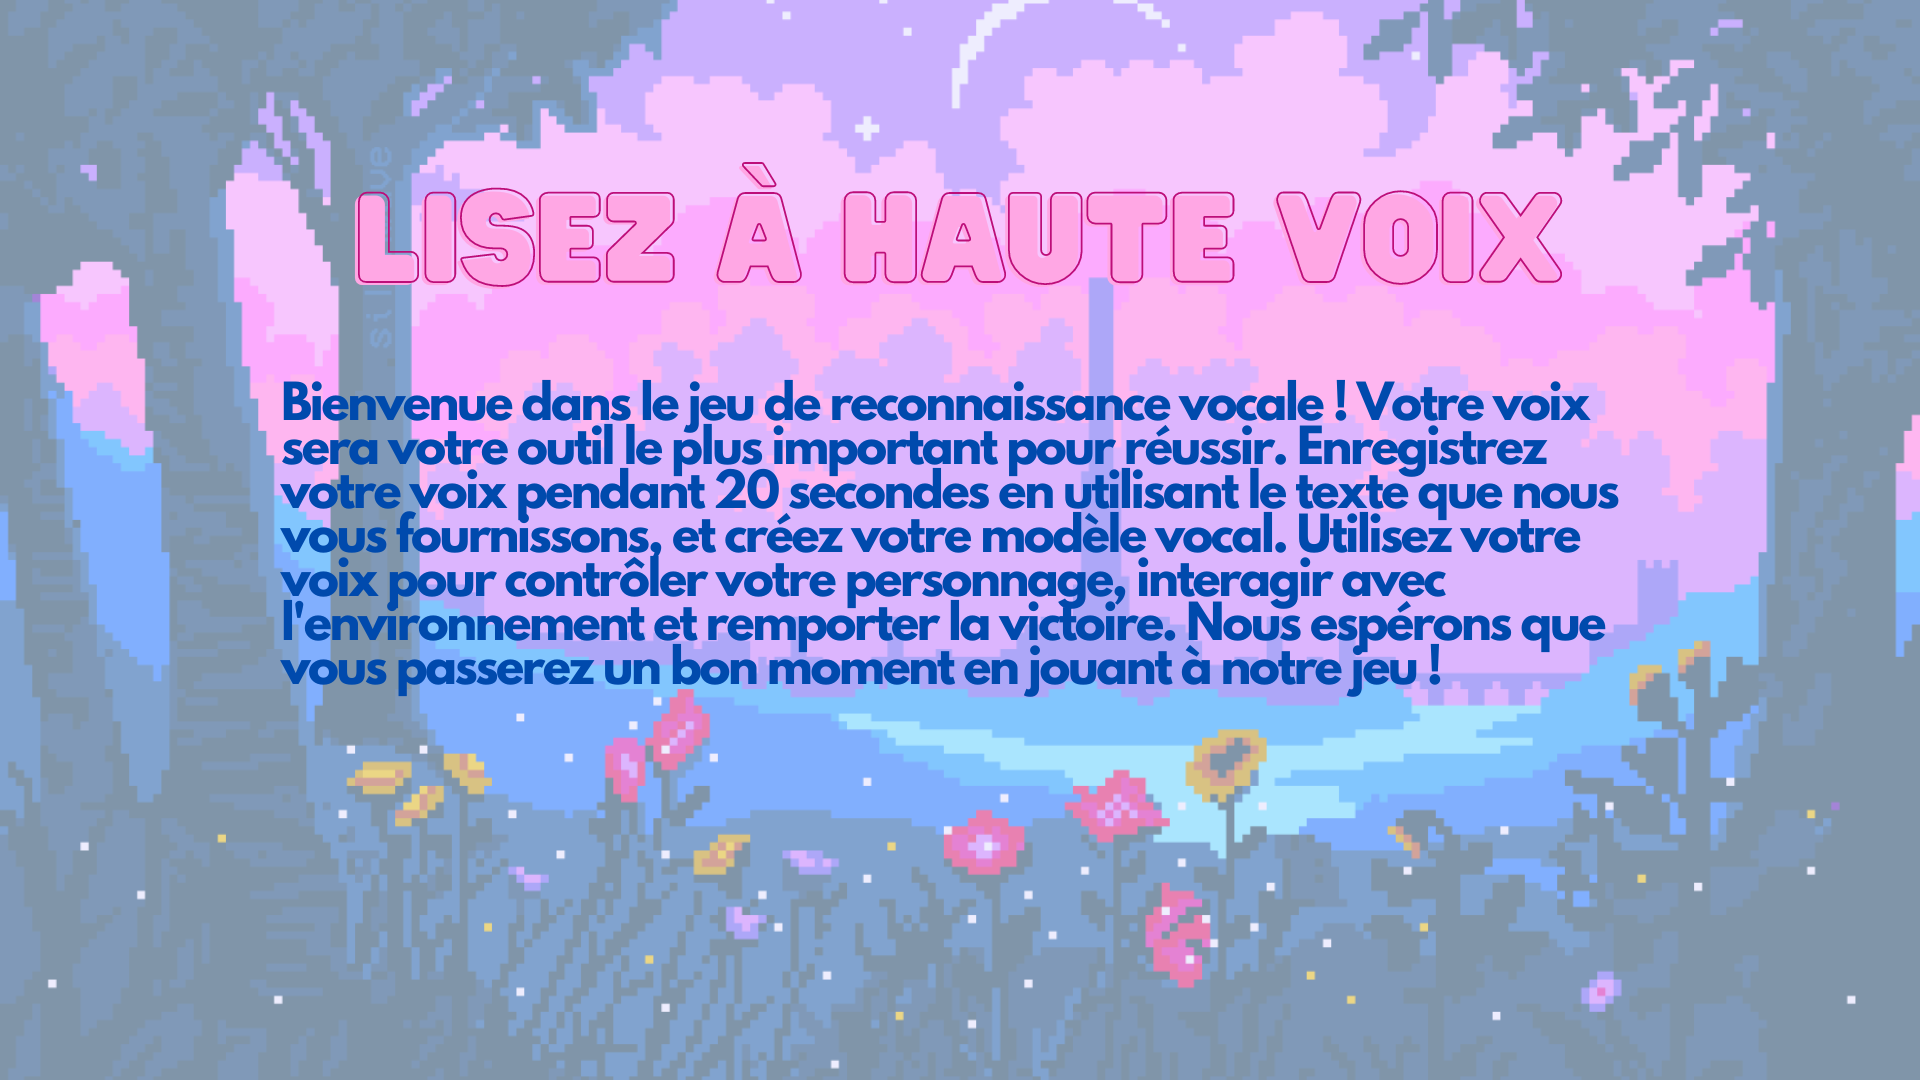 LISEZ À HAUTE VOIX
Bienvenue dans le jeu de reconnaissance vocale ! Votre voix
sera votre outil le plus important pour réussir. Enregistrez
votre voix pendant 20 secondes en utilisant le texte que nous
vous fournissons, et créez votre modèle vocal. Utilisez votre
voix pour contrôler votre personnage, interagir avec
l'environnement et remporter la victoire. Nous espérons que
vous passerez un bon moment en jouant à notre jeu !